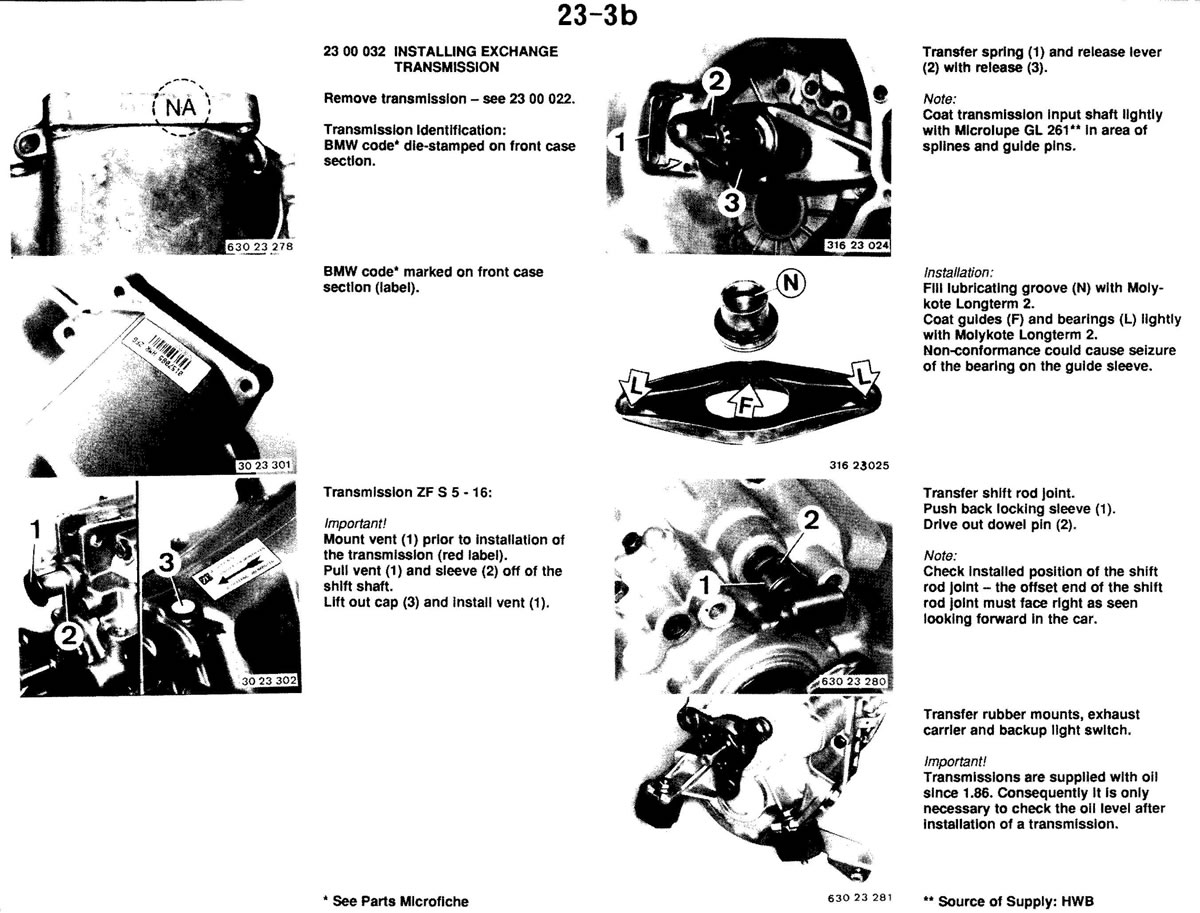 23-3b
23 00 032 INSTALLING EXCHANGE
TRANSMISSION
Remove transmission – see 23 00 022.
Transmission Identification:
BMW code* die-stamped on front case
section.
NA
630 23 278
BMW code* marked on front case
section (label).
0157085
30 23 301
Transmission ZF S 5 - 16:
Important!
Mount vent (1) prior to installation of
the transmission (red label).
Pull vent (1) and sleeve (2) off of the
shift shaft.
Lift out cap (3) and install vent (1).
1
2
3
30 23 302
* See Parts Microfiche
Transfer spring (1) and release lever
(2) with release (3).
Note:
Coat transmission input shaft lightly
with Microlupe GL 261** in area of
splines and guide pins.
1
2
3
316 23 024
Installation:
Fill lubricating groove (N) with Moly-
kote Longterm 2.
Coat guides (F) and bearings (L) lightly
with Molykote Longterm 2.
Non-conformance could cause seizure
of the bearing on the guide sleeve.
N
L
F
L
316 23025
Transfer shift rod joint.
Push back locking sleeve (1).
Drive out dowel pin (2).
Note:
Check installed position of the shift
rod joint – the offset end of the shift
rod joint must face right as seen
looking forward in the car.
2
1
630 23 280
Transfer rubber mounts, exhaust
carrier and backup light switch.
Important!
Transmissions are supplied with oil
since 1.86. Consequently it is only
necessary to check the oil level after
installation of a transmission.
630 23 281
** Source of Supply: HWB